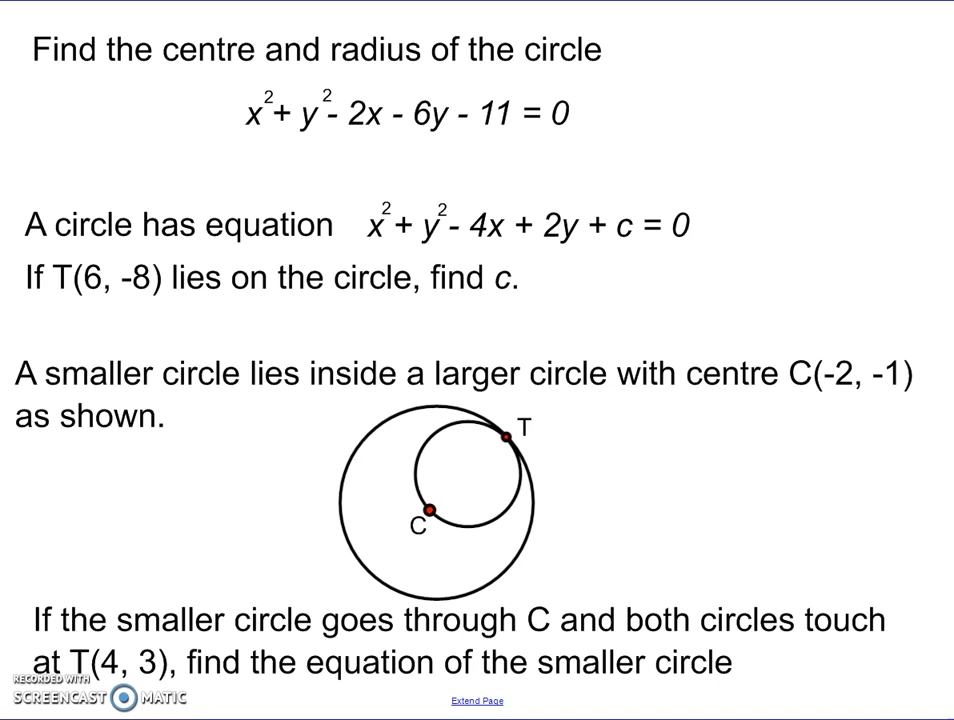 Find the centre and radius of the circle
x² + y² - 2x - 6y - 11 = 0
A circle has equation x² + y² - 4x + 2y + c = 0
If T(6, -8) lies on the circle, find c.
A smaller circle lies inside a larger circle with centre C(-2, -1)
as shown.
T
C
If the smaller circle goes through C and both circles touch
at T(4, 3), find the equation of the smaller circle
RECORDED WITH
SCREENCAST MATIC
Extend Page